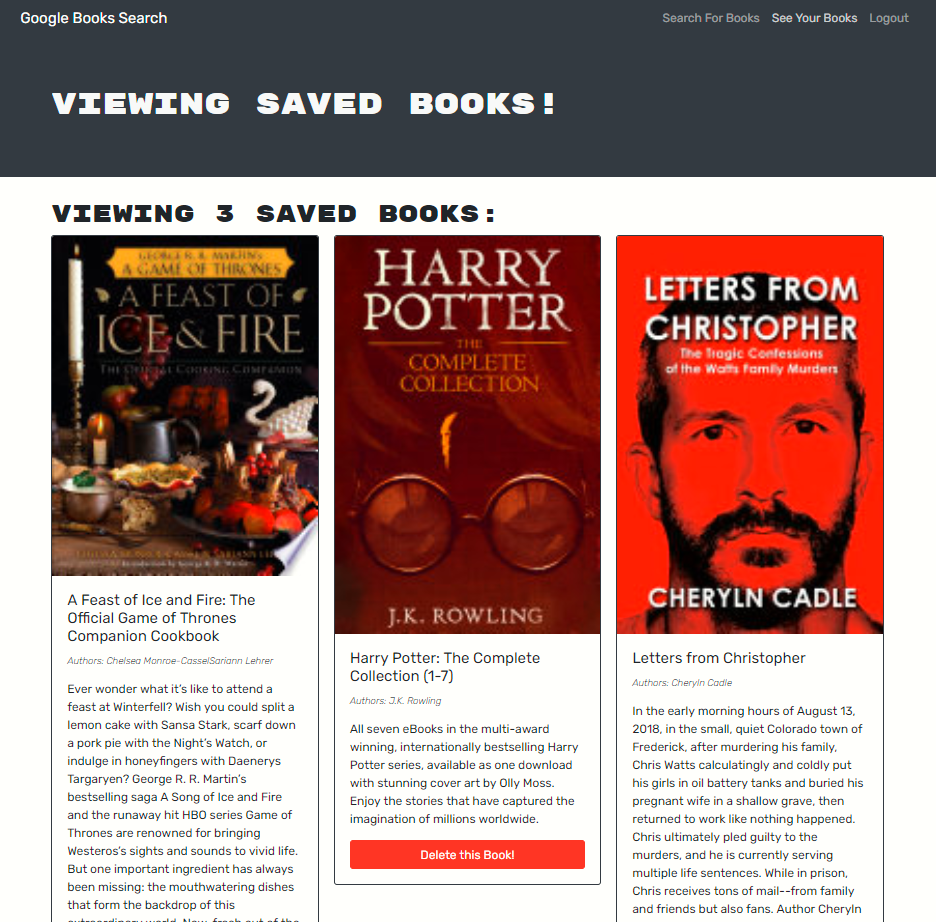 Google Books Search
Search For Books See Your Books Logout
VIEWING SAVED BOOKS!
VIEWING 3 SAVED BOOKS:
GEORGE R. R. MARTIN'S
A GAME OF THRONES
A FEAST OF
ICE & FIRE
THE OFFICIAL COOKING COMPANION
Introduction by George R. R. Martin
A Feast of Ice and Fire: The
Official Game of Thrones
Companion Cookbook
Authors: Chelsea Monroe-CasselSariann Lehrer
Ever wonder what it's like to attend a
feast at Winterfell? Wish you could split a
lemon cake with Sansa Stark, scarf down
a pork pie with the Night's Watch, or
indulge in honeyfingers with Daenerys
Targaryen? George R. R. Martin's
bestselling saga A Song of Ice and Fire
and the runaway hit HBO series Game of
Thrones are renowned for bringing
Westeros's sights and sounds to vivid life.
But one important ingredient has always
been missing: the mouthwatering dishes
that form the backdrop of this
extraordinary world. Now, fresh out of the
HARRY
POTTER
THE
COMPLETE
COLLECTION
J.K. ROWLING
Harry Potter: The Complete
Collection (1-7)
Authors: J.K. Rowling
All seven eBooks in the multi-award
winning, internationally bestselling Harry
Potter series, available as one download
with stunning cover art by Olly Moss.
Enjoy the stories that have captured the
imagination of millions worldwide.
Delete this Book!
LETTERS FROM
CHRISTOPHER
The Tragic Confessions
of the Watts Family Murders
CHERYLN CADLE
Letters from Christopher
Authors: Cheryln Cadle
In the early morning hours of August 13,
2018, in the small, quiet Colorado town of
Frederick, after murdering his family,
Chris Watts calculatingly and coldly put
his girls in oil battery tanks and buried his
pregnant wife in a shallow grave, then
returned to work like nothing happened.
Chris ultimately pled guilty to the
murders, and he is currently serving
multiple life sentences. While in prison,
Chris receives tons of mail--from family
and friends but also fans. Author Cheryln